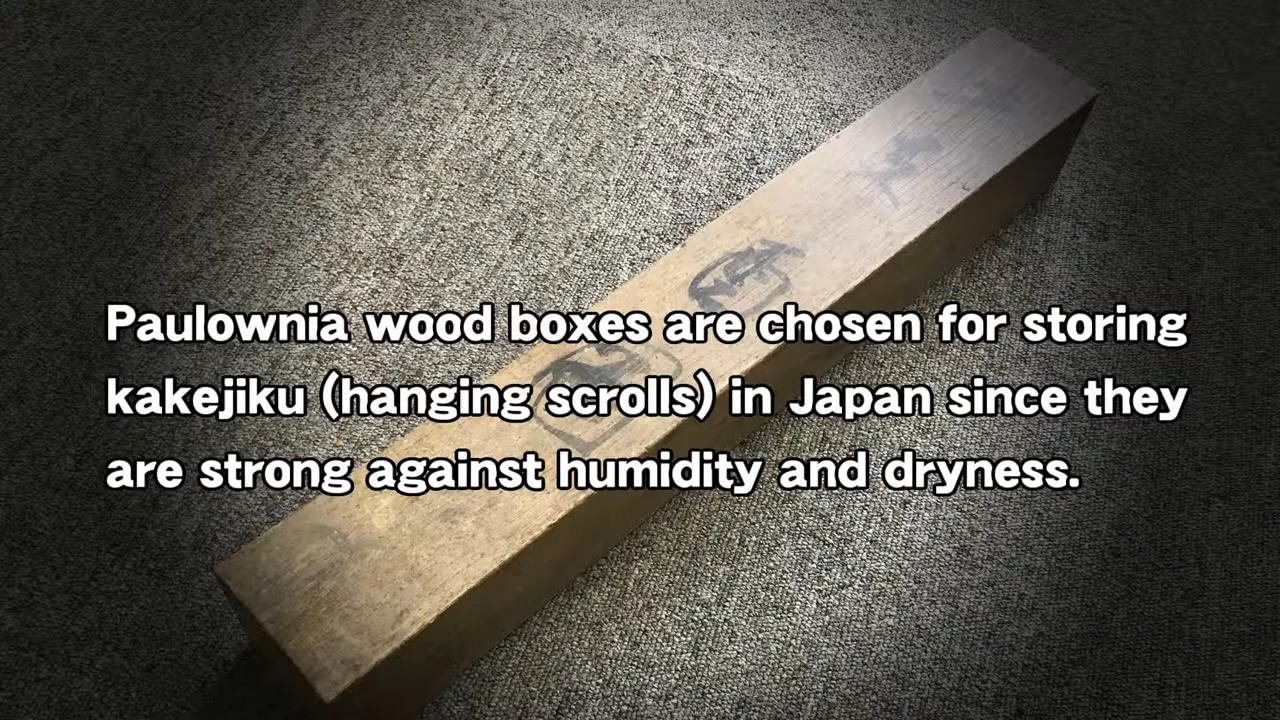 Paulownia wood boxes are chosen for storing
kakejiku (hanging scrolls) in Japan since they
are strong against humidity and dryness.